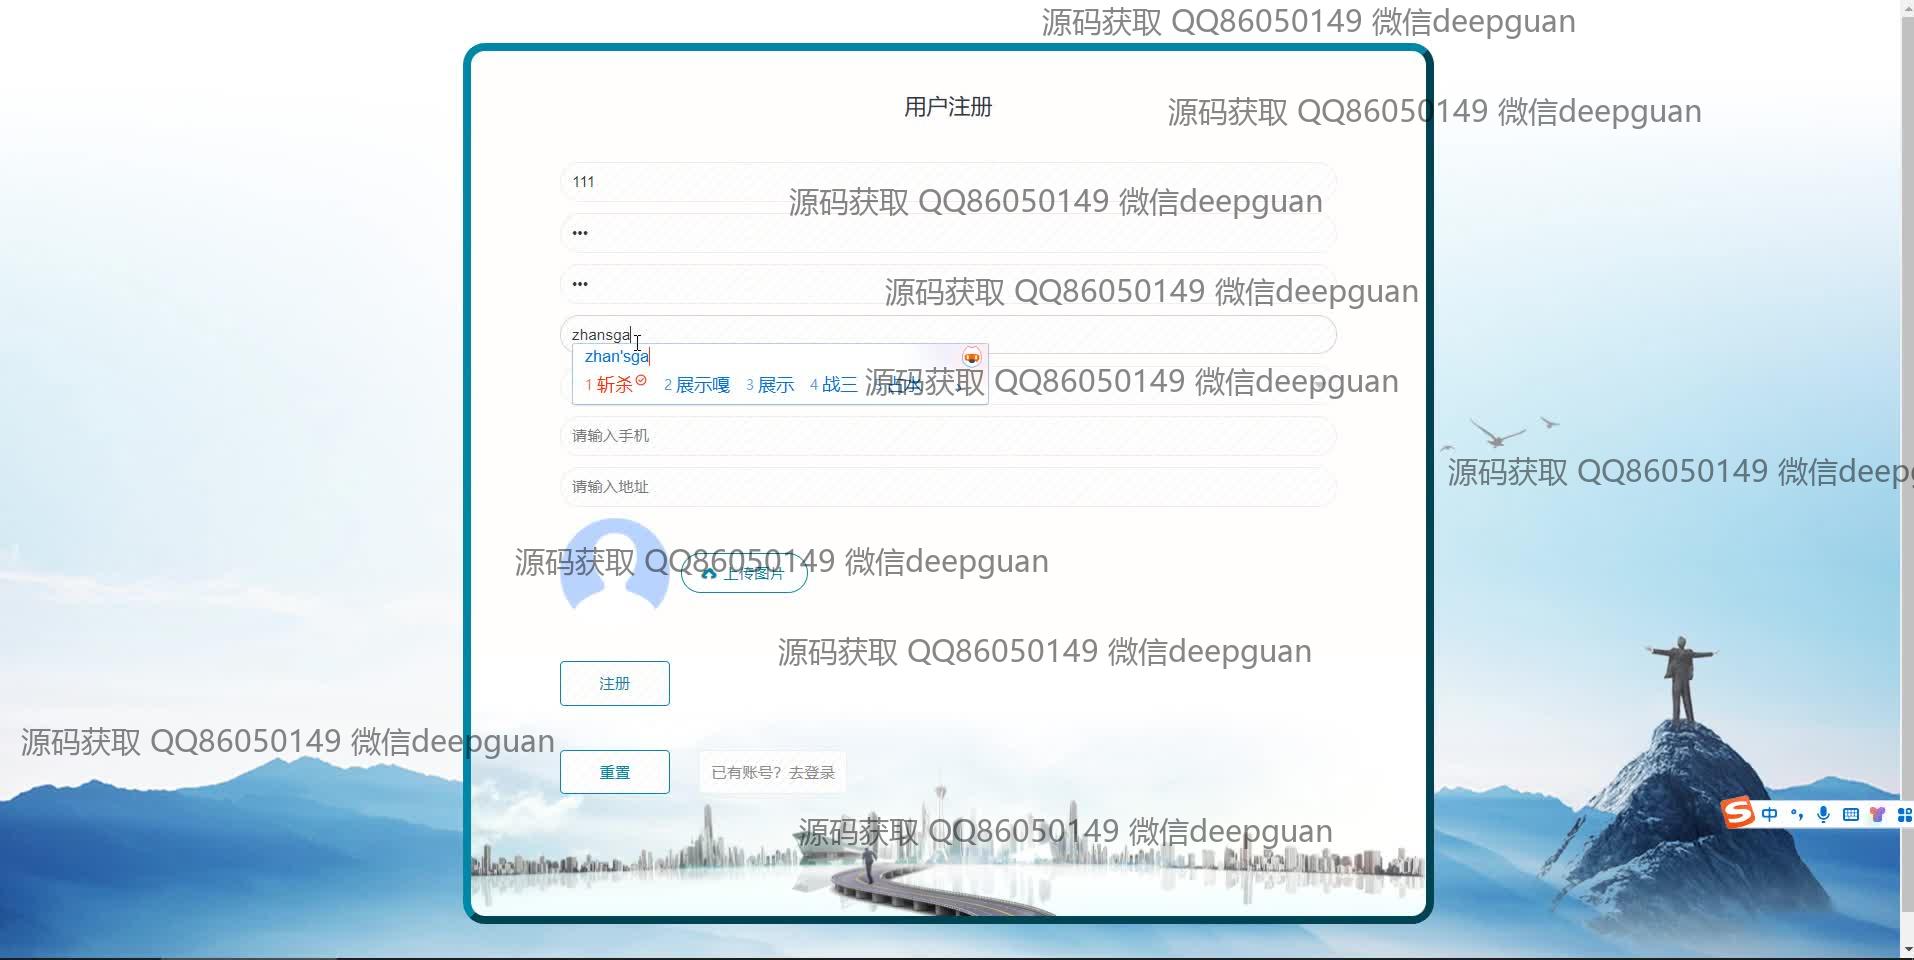 源码获取 QQ86050149 微信deepguan
用户注册
源码获取 QQ86050149 微信deepguan
111
源码获取 QQ86050149 微信deepguan
•••
•••
源码获取 QQ86050149 微信deepguan
zhansga
zhan'sga
1 斩杀 2 展示嘎 3 展示 4 战三
源码获取 QQ86050149 微信deepguan
请输入手机
源码获取 QQ86050149 微信deep
请输入地址
源码获取 QQ86050149 微信deepguan
上传图片
源码获取 QQ86050149 微信deepguan
注册
源码获取 QQ86050149 微信deepguan
重置
已有账号？去登录
中
源码获取 QQ86050149 微信deepguan